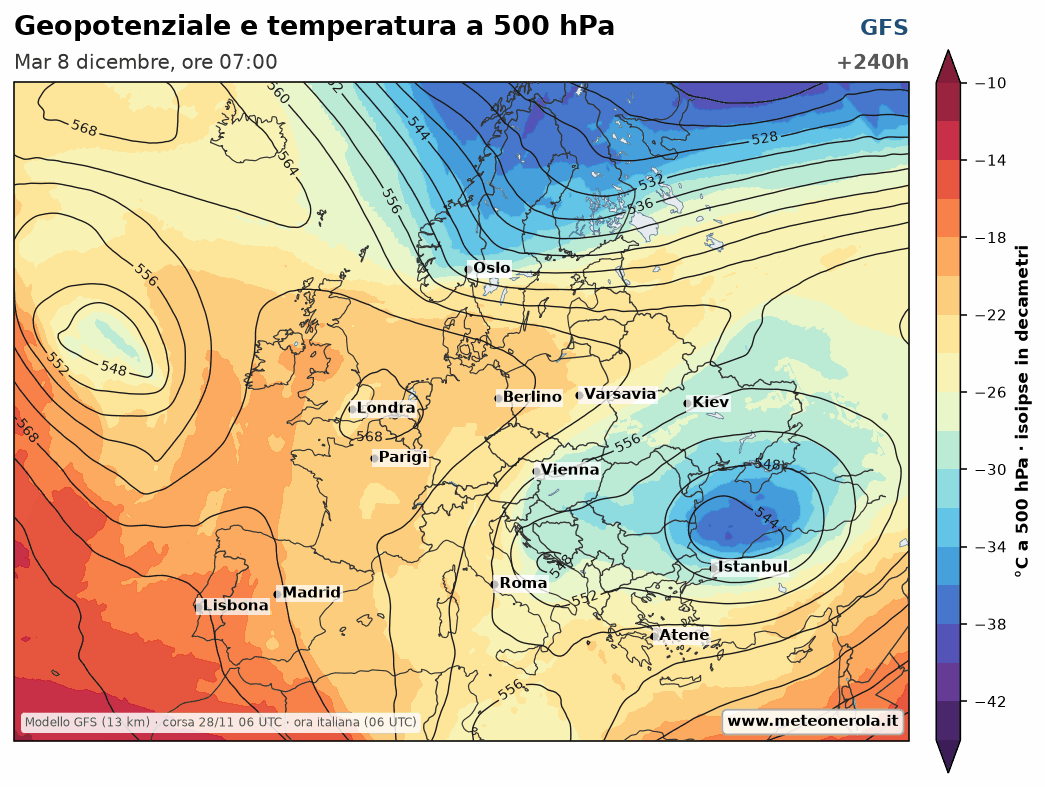 Geopotenziale e temperatura a 500 hPa
GFS
Mar 8 dicembre, ore 07:00
+240h
568
560
544
528
564
532
556
536
Oslo
556
552
548
568
Londra
Berlino
Varsavia
Kiev
568
556
Parigi
Vienna
548
544
Istanbul
Roma
552
Madrid
Lisbona
Atene
556
Modello GFS (13 km) · corsa 28/11 06 UTC · ora italiana (06 UTC)
www.meteonerola.it
−10
−14
−18
−22
−26
−30
−34
−38
−42
°C a 500 hPa · isoipse in decametri